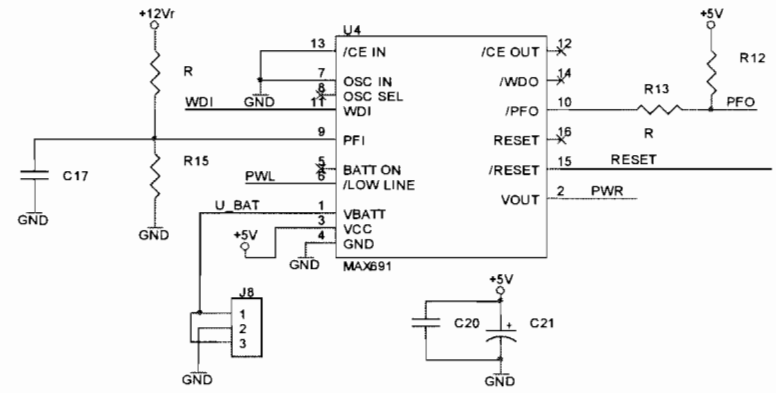 +12Vr
U4
+5V
13 /CE IN
/CE OUT 12
R
7 OSC IN
/WDO 14
R12
8 OSC SEL
GND
WDI 11 WDI
/PFO 10
R13
PFO
R
9 PFI
RESET 16
R15
C17
5 BATT ON
/RESET 15 RESET
PWL 6 /LOW LINE
VOUT 2 PWR
GND
GND
U_BAT 1 VBATT
+5V 3 VCC
4 GND
GND
MAX691
+5V
J8
1
2
3
C20
C21
GND
GND